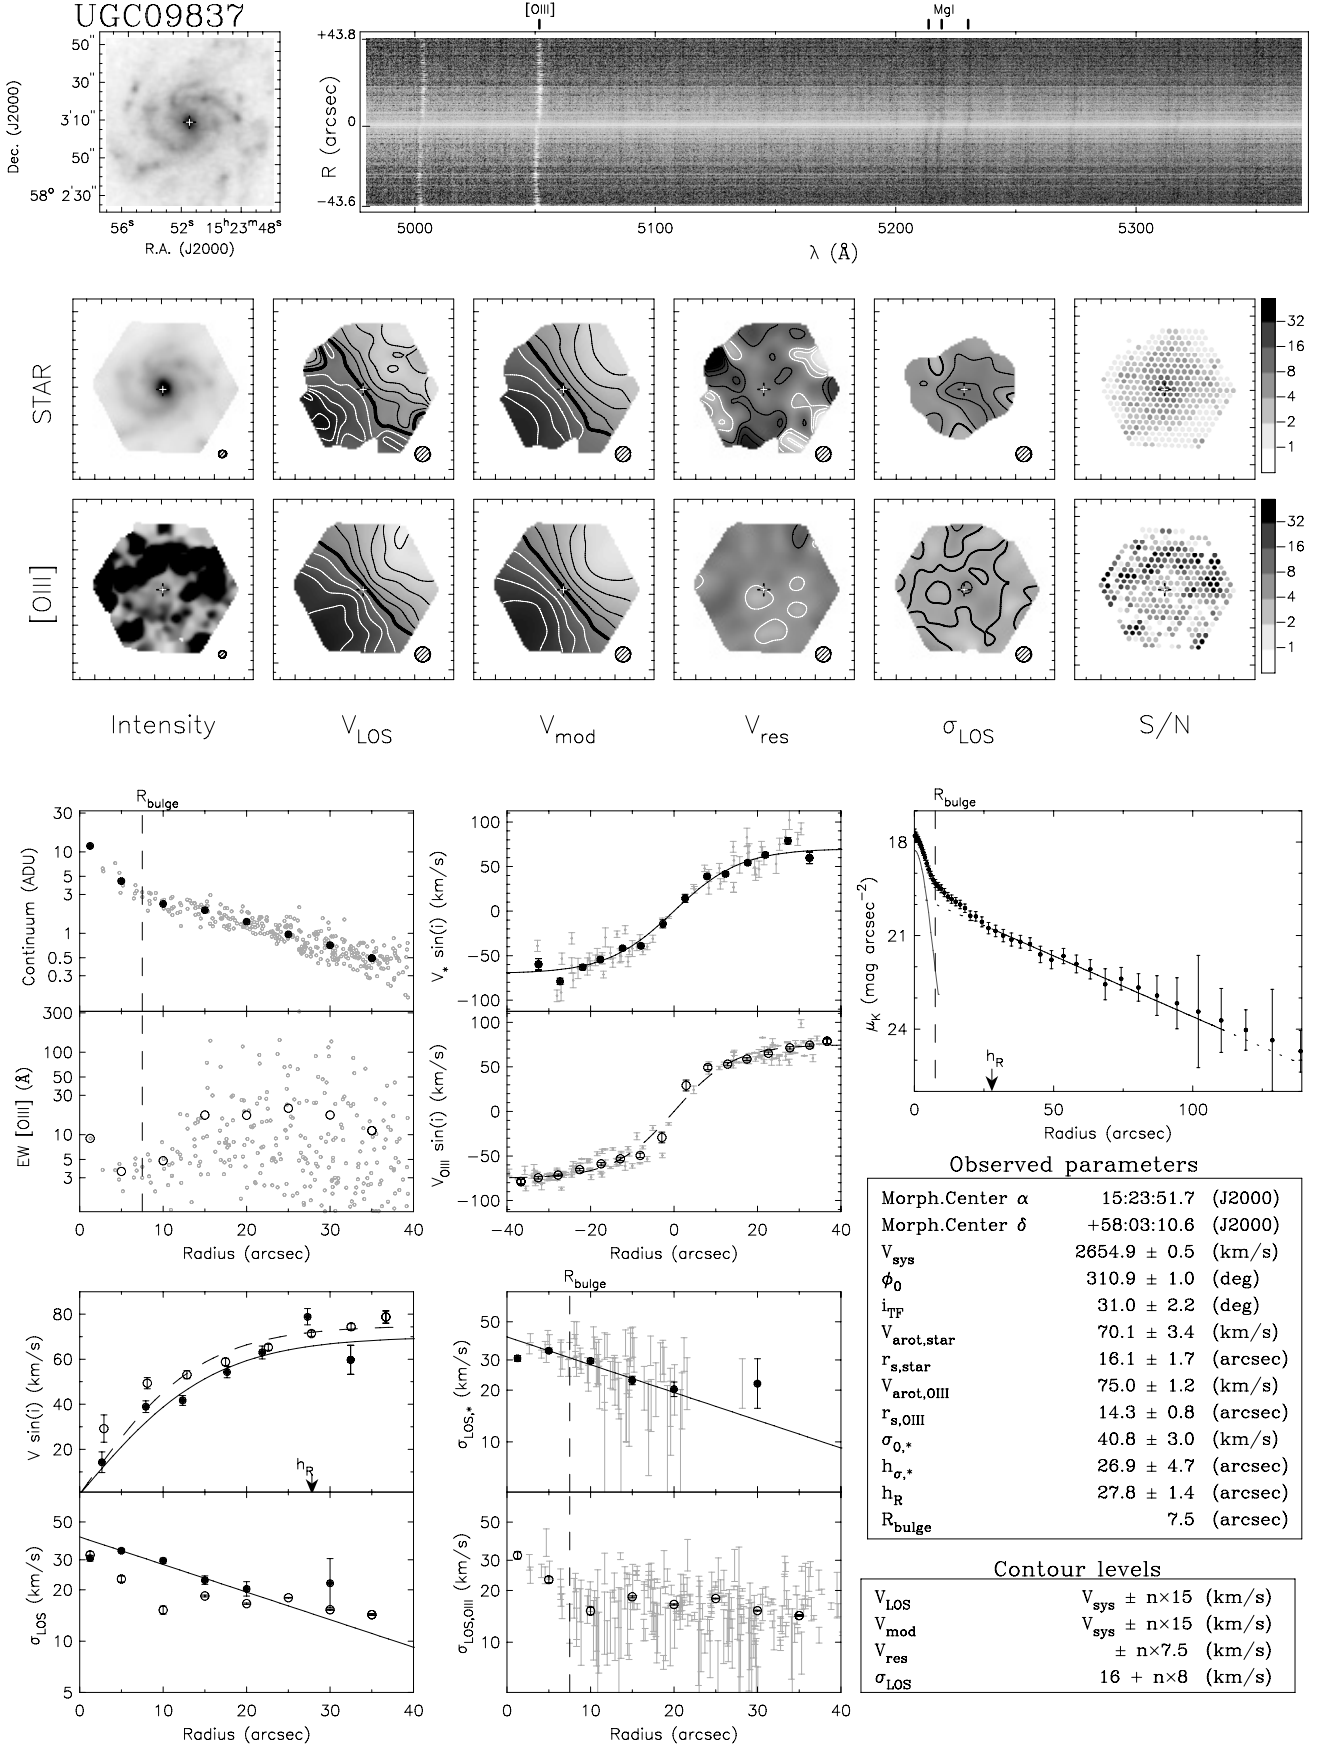 UGC09837
[OIII]
MgI
50"
30"
3'10"
50"
58° 2'30"
Dec. (J2000)
56s 52s 15h23m48s
R.A. (J2000)
+43.8
0
-43.6
R (arcsec)
5000 5100 5200 5300
λ (Å)
STAR
32
16
8
4
2
1
[OIII]
32
16
8
4
2
1
Intensity VLOS Vmod Vres σLOS S/N
Rbulge
30
10
5
3
1
0.5
0.3
Continuum (ADU)
300
100
50
30
10
5
3
EW [OIII] (Å)
0 10 20 30 40
Radius (arcsec)
100
50
0
−50
−100
V* sin(i) (km/s)
100
50
0
−50
−100
VOIII sin(i) (km/s)
−40 −20 0 20 40
Radius (arcsec)
Rbulge
18
21
24
μK (mag arcsec−2)
hR
0 50 100
Radius (arcsec)
Observed parameters
Morph.Center α 15:23:51.7 (J2000)
Morph.Center δ +58:03:10.6 (J2000)
Vsys 2654.9 ± 0.5 (km/s)
ϕ0 310.9 ± 1.0 (deg)
iTF 31.0 ± 2.2 (deg)
Varot,star 70.1 ± 3.4 (km/s)
rs,star 16.1 ± 1.7 (arcsec)
Varot,OIII 75.0 ± 1.2 (km/s)
rs,OIII 14.3 ± 0.8 (arcsec)
σ0,* 40.8 ± 3.0 (km/s)
hσ,* 26.9 ± 4.7 (arcsec)
hR 27.8 ± 1.4 (arcsec)
Rbulge 7.5 (arcsec)
Contour levels
VLOS Vsys ± n×15 (km/s)
Vmod Vsys ± n×15 (km/s)
Vres ± n×7.5 (km/s)
σLOS 16 + n×8 (km/s)
80
60
40
20
V sin(i) (km/s)
hR
50
30
20
10
5
σLOS (km/s)
0 10 20 30 40
Radius (arcsec)
Rbulge
50
30
20
10
σLOS,* (km/s)
50
30
20
10
σLOS,OIII (km/s)
0 10 20 30 40
Radius (arcsec)